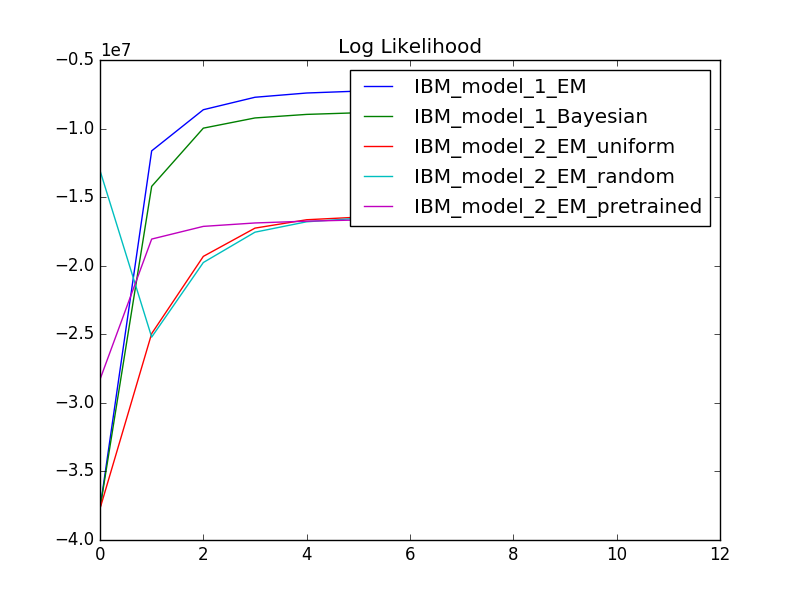 Log Likelihood
1e7
−0.5
−1.0
−1.5
−2.0
−2.5
−3.0
−3.5
−4.0
IBM_model_1_EM
IBM_model_1_Bayesian
IBM_model_2_EM_uniform
IBM_model_2_EM_random
IBM_model_2_EM_pretrained
0 2 4 6 8 10 12